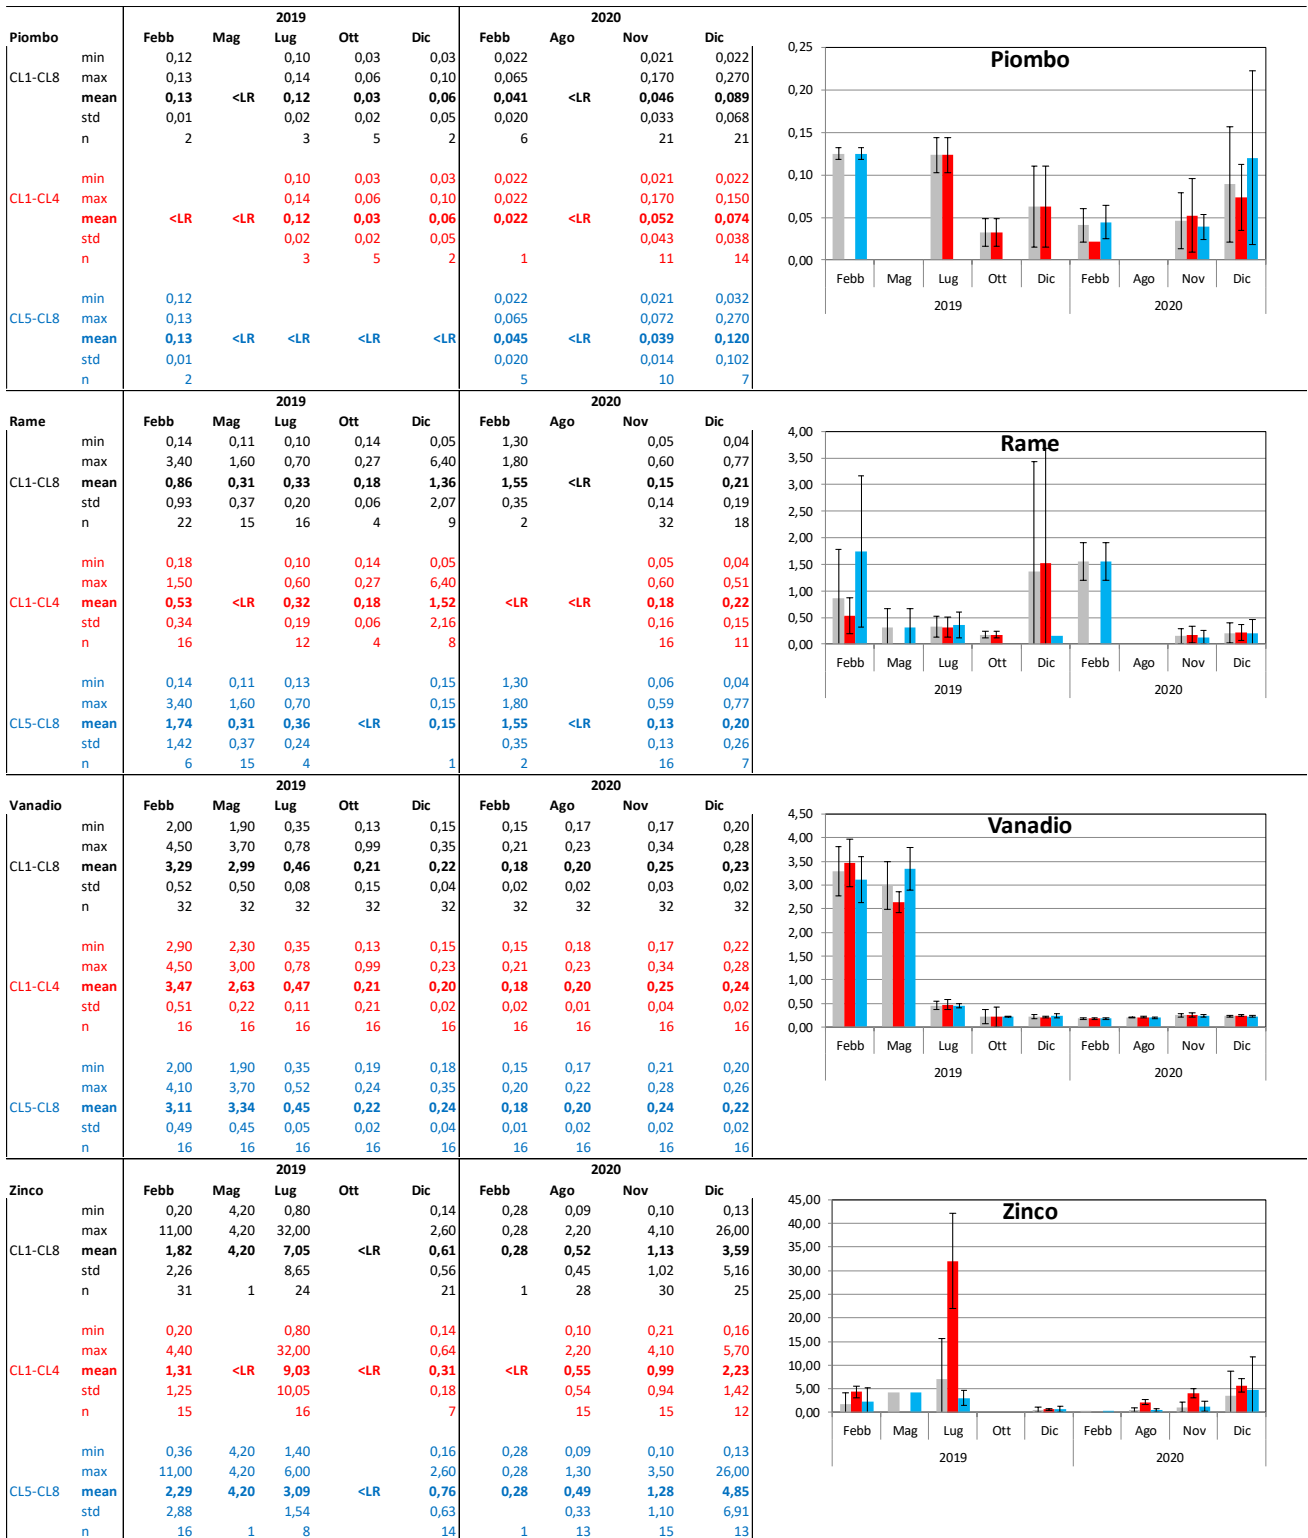 2019 2020
Piombo Febb Mag Lug Ott Dic Febb Ago Nov Dic
min 0,12 0,10 0,03 0,03 0,022 0,021 0,022
CL1-CL8 max 0,13 0,14 0,06 0,10 0,065 0,170 0,270
mean 0,13 <LR 0,12 0,03 0,06 0,041 <LR 0,046 0,089
std 0,01 0,02 0,02 0,05 0,020 0,033 0,068
n 2 3 5 2 6 21 21
min 0,10 0,03 0,03 0,022 0,021 0,022
CL1-CL4 max 0,14 0,06 0,10 0,022 0,170 0,150
mean <LR <LR 0,12 0,03 0,06 0,022 <LR 0,052 0,074
std 0,02 0,02 0,05 0,043 0,038
n 3 5 2 1 11 14
min 0,12 0,022 0,021 0,032
CL5-CL8 max 0,13 0,065 0,072 0,270
mean 0,13 <LR <LR <LR <LR 0,045 <LR 0,039 0,120
std 0,01 0,020 0,014 0,102
n 2 5 10 7
Piombo
0,25
0,20
0,15
0,10
0,05
0,00
Febb Mag Lug Ott Dic Febb Ago Nov Dic
2019 2020
2019 2020
Rame Febb Mag Lug Ott Dic Febb Ago Nov Dic
min 0,14 0,11 0,10 0,14 0,05 1,30 0,05 0,04
max 3,40 1,60 0,70 0,27 6,40 1,80 0,60 0,77
CL1-CL8 mean 0,86 0,31 0,33 0,18 1,36 1,55 <LR 0,15 0,21
std 0,93 0,37 0,20 0,06 2,07 0,35 0,14 0,19
n 22 15 16 4 9 2 32 18
min 0,18 0,10 0,14 0,05 0,05 0,04
max 1,50 0,60 0,27 6,40 0,60 0,51
CL1-CL4 mean 0,53 <LR 0,32 0,18 1,52 <LR <LR 0,18 0,22
std 0,34 0,19 0,06 2,16 0,16 0,15
n 16 12 4 8 16 11
min 0,14 0,11 0,13 0,15 1,30 0,06 0,04
max 3,40 1,60 0,70 0,15 1,80 0,59 0,77
CL5-CL8 mean 1,74 0,31 0,36 <LR 0,15 1,55 <LR 0,13 0,20
std 1,42 0,37 0,24 0,35 0,13 0,26
n 6 15 4 1 2 16 7
Rame
4,00
3,50
3,00
2,50
2,00
1,50
1,00
0,50
0,00
Febb Mag Lug Ott Dic Febb Ago Nov Dic
2019 2020
2019 2020
Vanadio Febb Mag Lug Ott Dic Febb Ago Nov Dic
min 2,00 1,90 0,35 0,13 0,15 0,15 0,17 0,17 0,20
max 4,50 3,70 0,78 0,99 0,35 0,21 0,23 0,34 0,28
CL1-CL8 mean 3,29 2,99 0,46 0,21 0,22 0,18 0,20 0,25 0,23
std 0,52 0,50 0,08 0,15 0,04 0,02 0,02 0,03 0,02
n 32 32 32 32 32 32 32 32 32
min 2,90 2,30 0,35 0,13 0,15 0,15 0,18 0,17 0,22
max 4,50 3,00 0,78 0,99 0,23 0,21 0,23 0,34 0,28
CL1-CL4 mean 3,47 2,63 0,47 0,21 0,20 0,18 0,20 0,25 0,24
std 0,51 0,22 0,11 0,21 0,02 0,02 0,01 0,04 0,02
n 16 16 16 16 16 16 16 16 16
min 2,00 1,90 0,35 0,19 0,18 0,15 0,17 0,21 0,20
max 4,10 3,70 0,52 0,24 0,35 0,20 0,22 0,28 0,26
CL5-CL8 mean 3,11 3,34 0,45 0,22 0,24 0,18 0,20 0,24 0,22
std 0,49 0,45 0,05 0,02 0,04 0,01 0,02 0,02 0,02
n 16 16 16 16 16 16 16 16 16
Vanadio
4,50
4,00
3,50
3,00
2,50
2,00
1,50
1,00
0,50
0,00
Febb Mag Lug Ott Dic Febb Ago Nov Dic
2019 2020
2019 2020
Zinco Febb Mag Lug Ott Dic Febb Ago Nov Dic
min 0,20 4,20 0,80 0,14 0,28 0,09 0,10 0,13
max 11,00 4,20 32,00 2,60 0,28 2,20 4,10 26,00
CL1-CL8 mean 1,82 4,20 7,05 <LR 0,61 0,28 0,52 1,13 3,59
std 2,26 8,65 0,56 0,45 1,02 5,16
n 31 1 24 21 1 28 30 25
min 0,20 0,80 0,14 0,10 0,21 0,16
max 4,40 32,00 0,64 2,20 4,10 5,70
CL1-CL4 mean 1,31 <LR 9,03 <LR 0,31 <LR 0,55 0,99 2,23
std 1,25 10,05 0,18 0,54 0,94 1,42
n 15 16 7 15 15 12
min 0,36 4,20 1,40 0,16 0,28 0,09 0,10 0,13
max 11,00 4,20 6,00 2,60 0,28 1,30 3,50 26,00
CL5-CL8 mean 2,29 4,20 3,09 <LR 0,76 0,28 0,49 1,28 4,85
std 2,88 1,54 0,63 0,33 1,10 6,91
n 16 1 8 14 1 13 15 13
Zinco
45,00
40,00
35,00
30,00
25,00
20,00
15,00
10,00
5,00
0,00
Febb Mag Lug Ott Dic Febb Ago Nov Dic
2019 2020